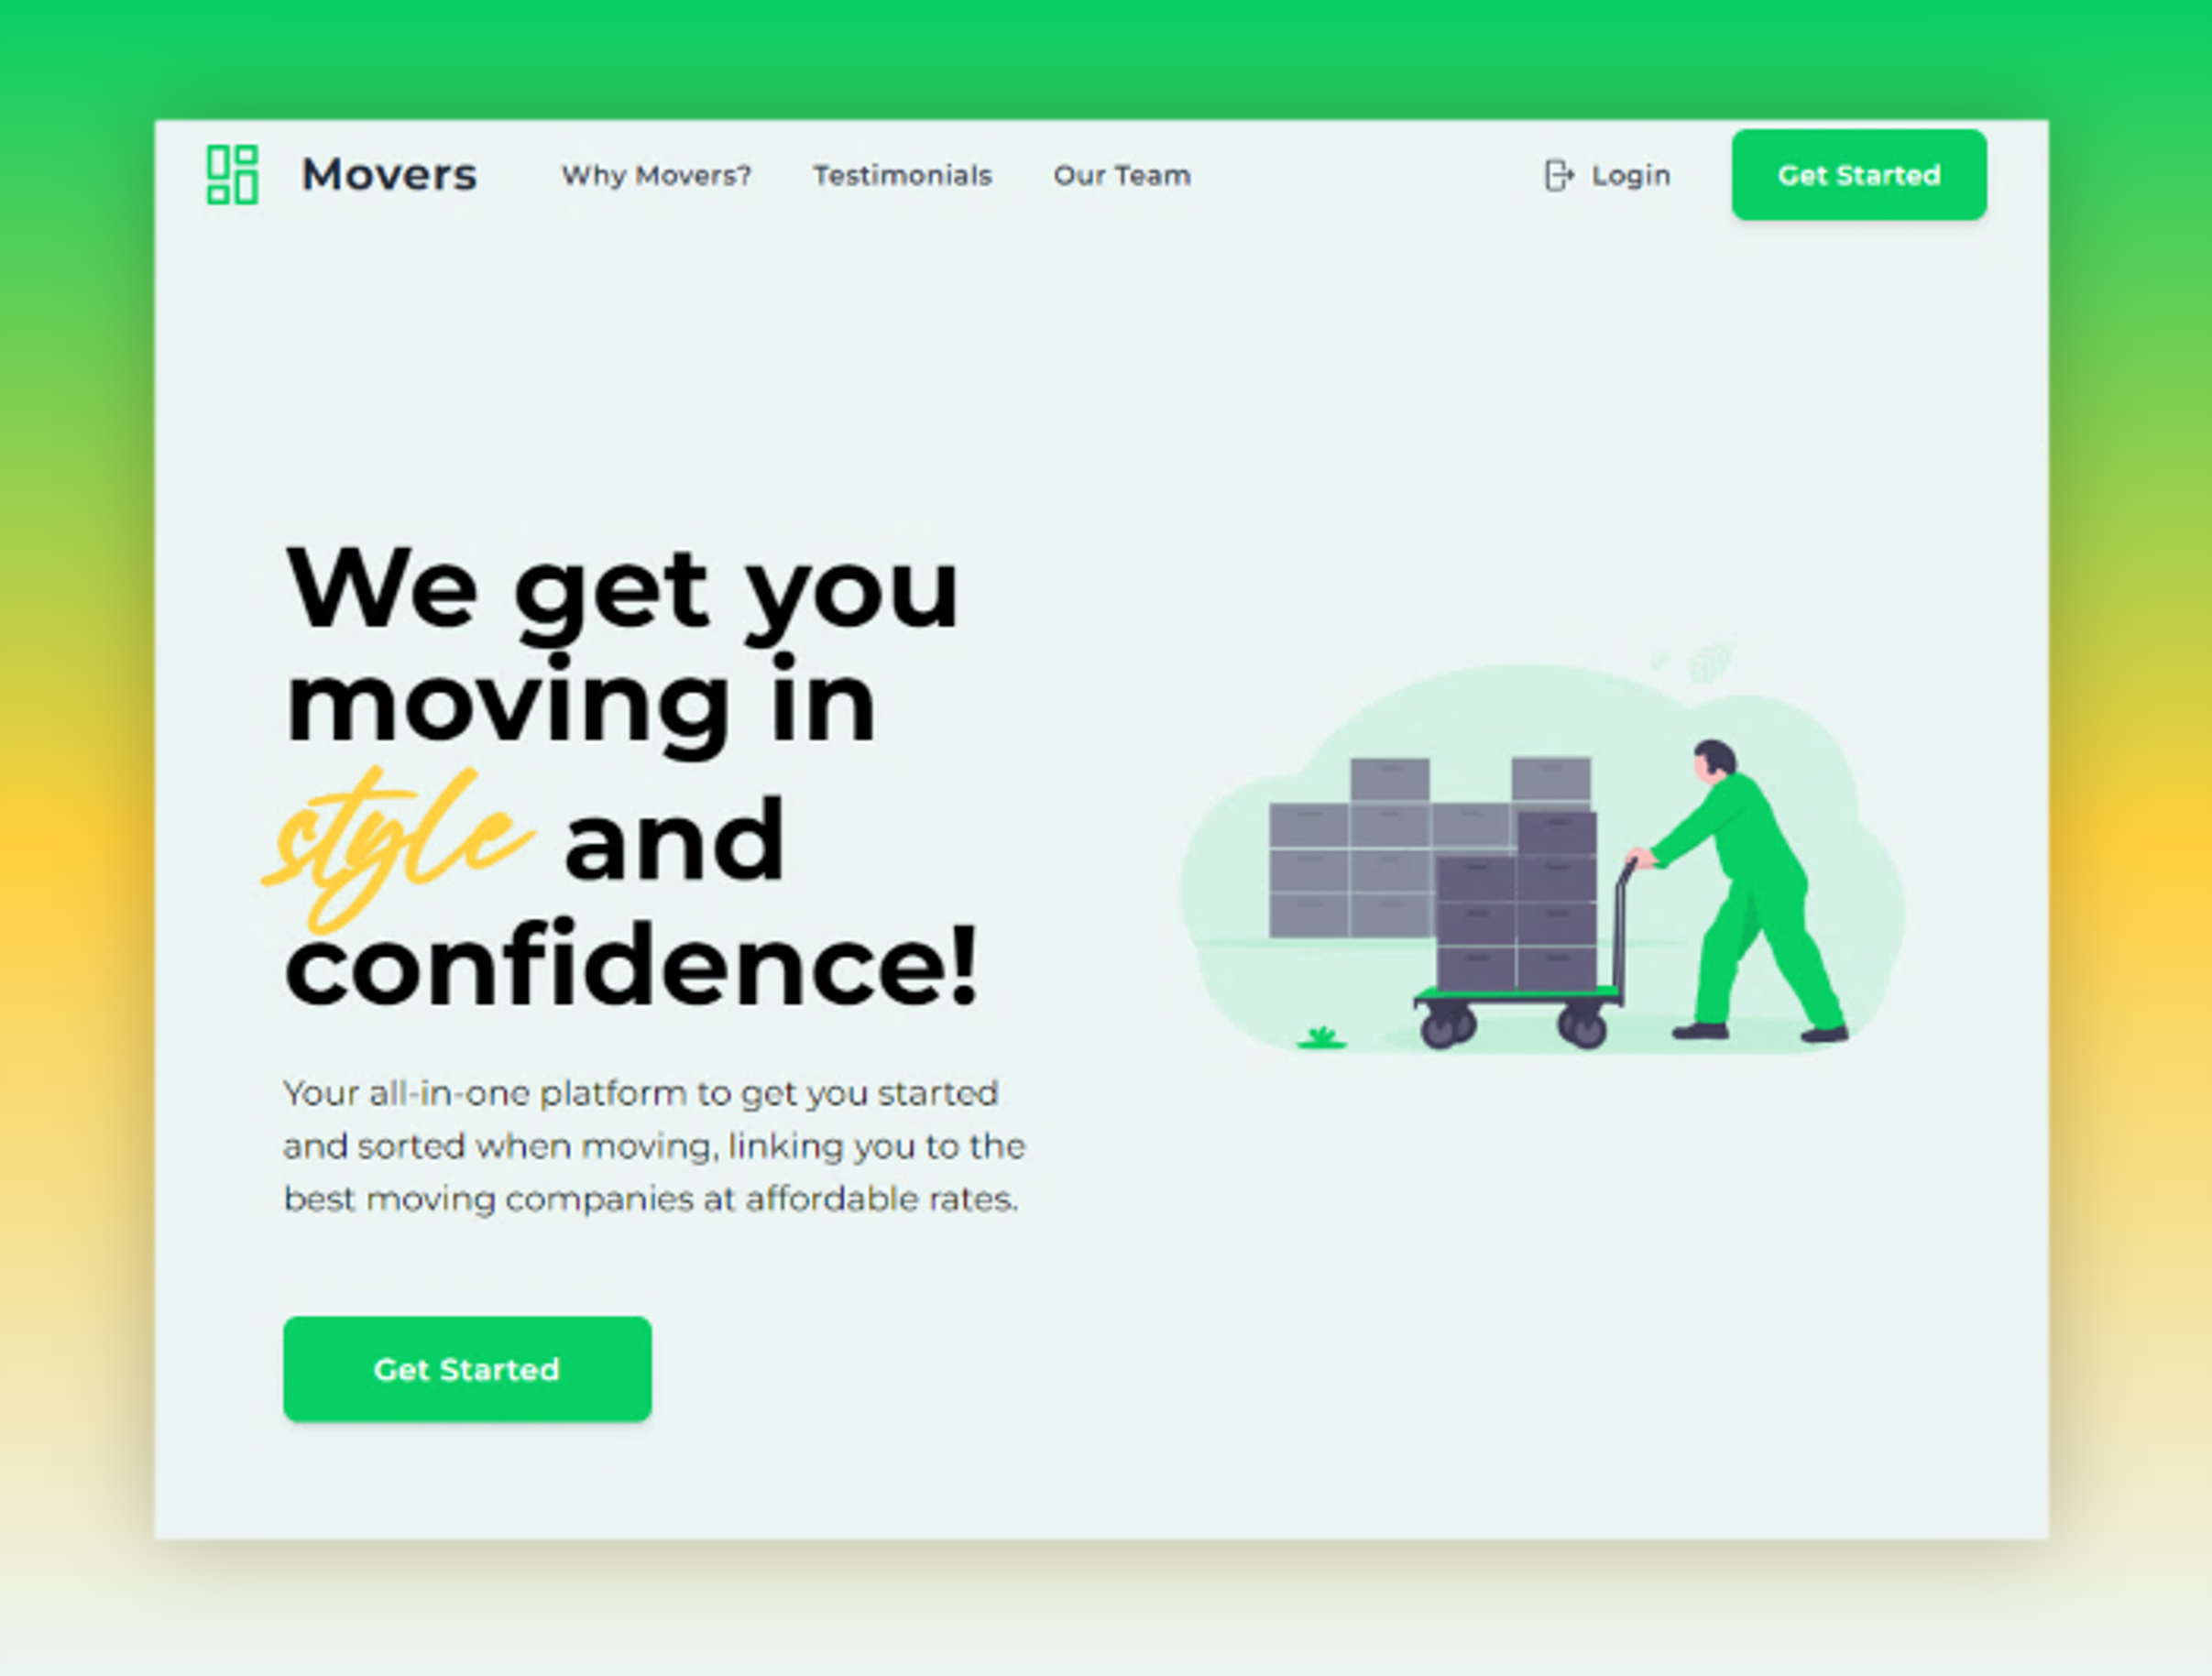 Movers Why Movers? Testimonials Our Team Login Get Started
We get you
moving in
style and
confidence!
Your all-in-one platform to get you started
and sorted when moving, linking you to the
best moving companies at affordable rates.
Get Started